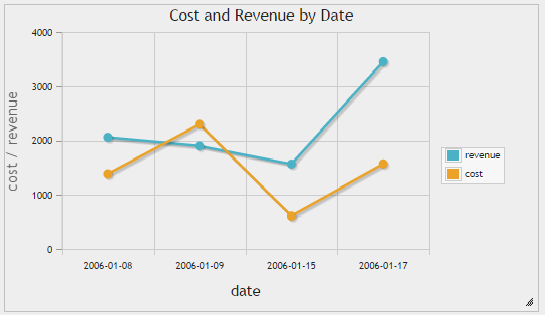 Cost and Revenue by Date
cost / revenue
4000
3000
2000
1000
0
2006-01-08 2006-01-09 2006-01-15 2006-01-17
date
revenue
cost